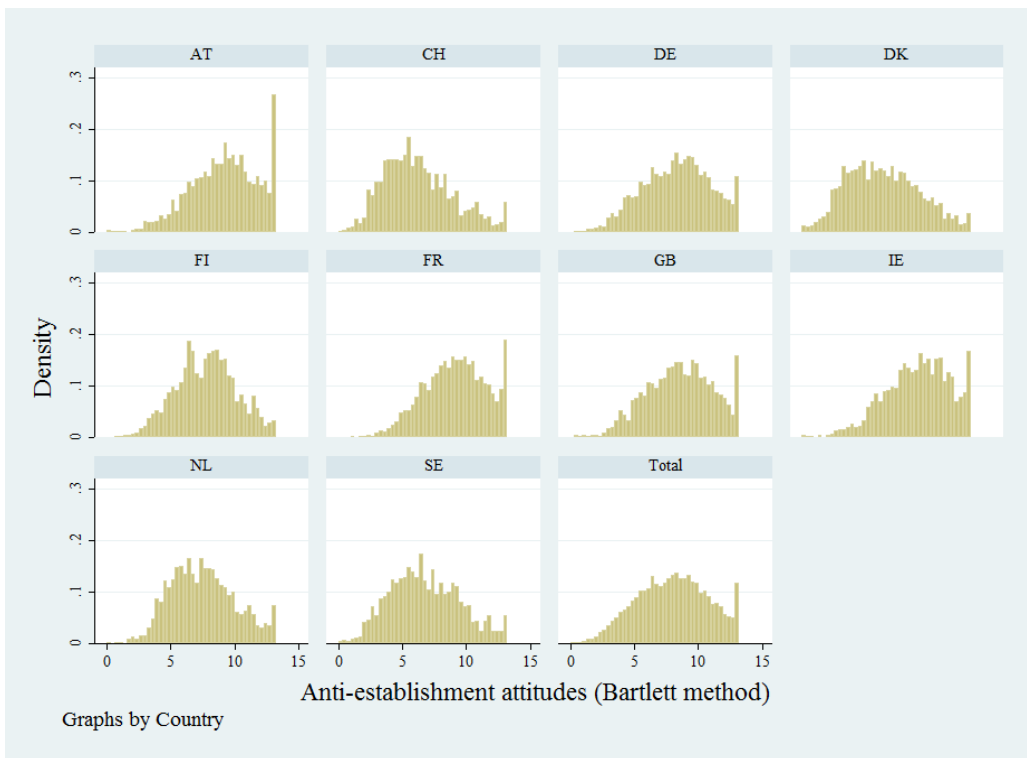 AT CH DE DK
.3
.2
.1
0
FI FR GB IE
.3
.2
.1
0
NL SE Total
.3
.2
.1
0
0 5 10 15 0 5 10 15 0 5 10 15
Density
Anti-establishment attitudes (Bartlett method)
Graphs by Country